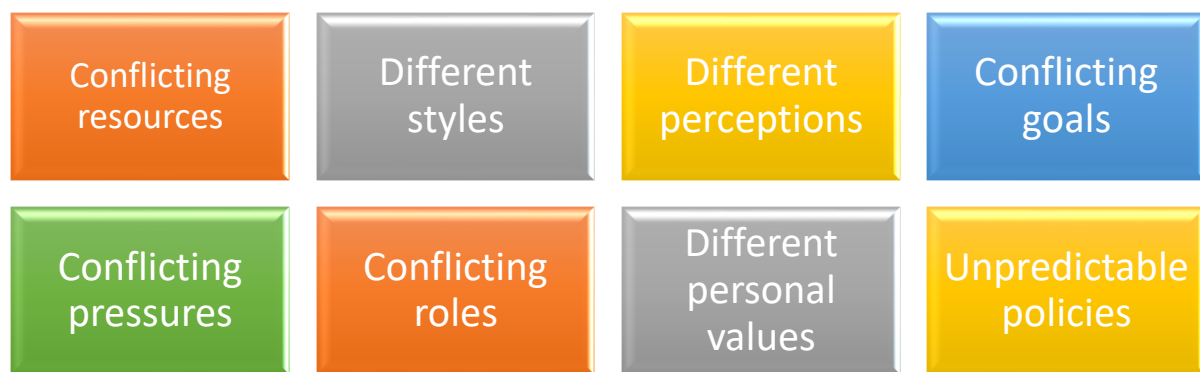 Conflicting
resources
Different
styles
Different
perceptions
Conflicting
goals
Conflicting
pressures
Conflicting
roles
Different
personal
values
Unpredictable
policies